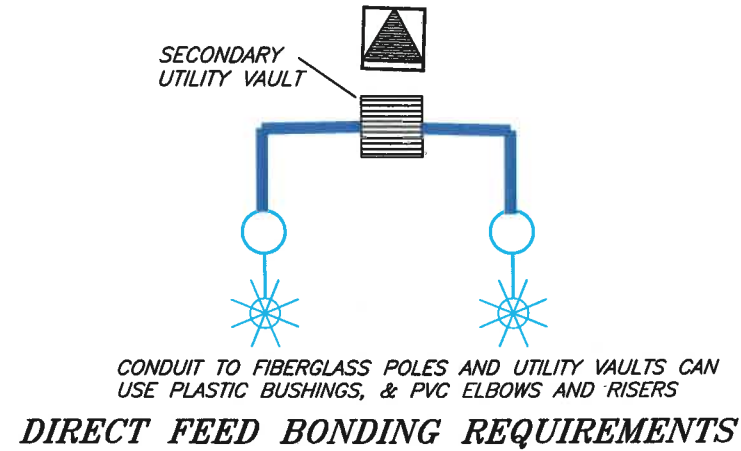 SECONDARY
UTILITY VAULT
CONDUIT TO FIBERGLASS POLES AND UTILITY VAULTS CAN
USE PLASTIC BUSHINGS, & PVC ELBOWS AND RISERS
DIRECT FEED BONDING REQUIREMENTS